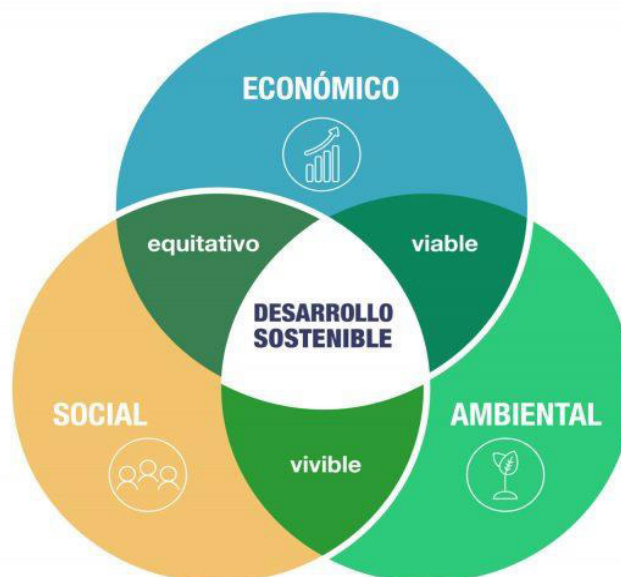 ECONÓMICO
equitativo
viable
DESARROLLO
SOSTENIBLE
SOCIAL
AMBIENTAL
vivible